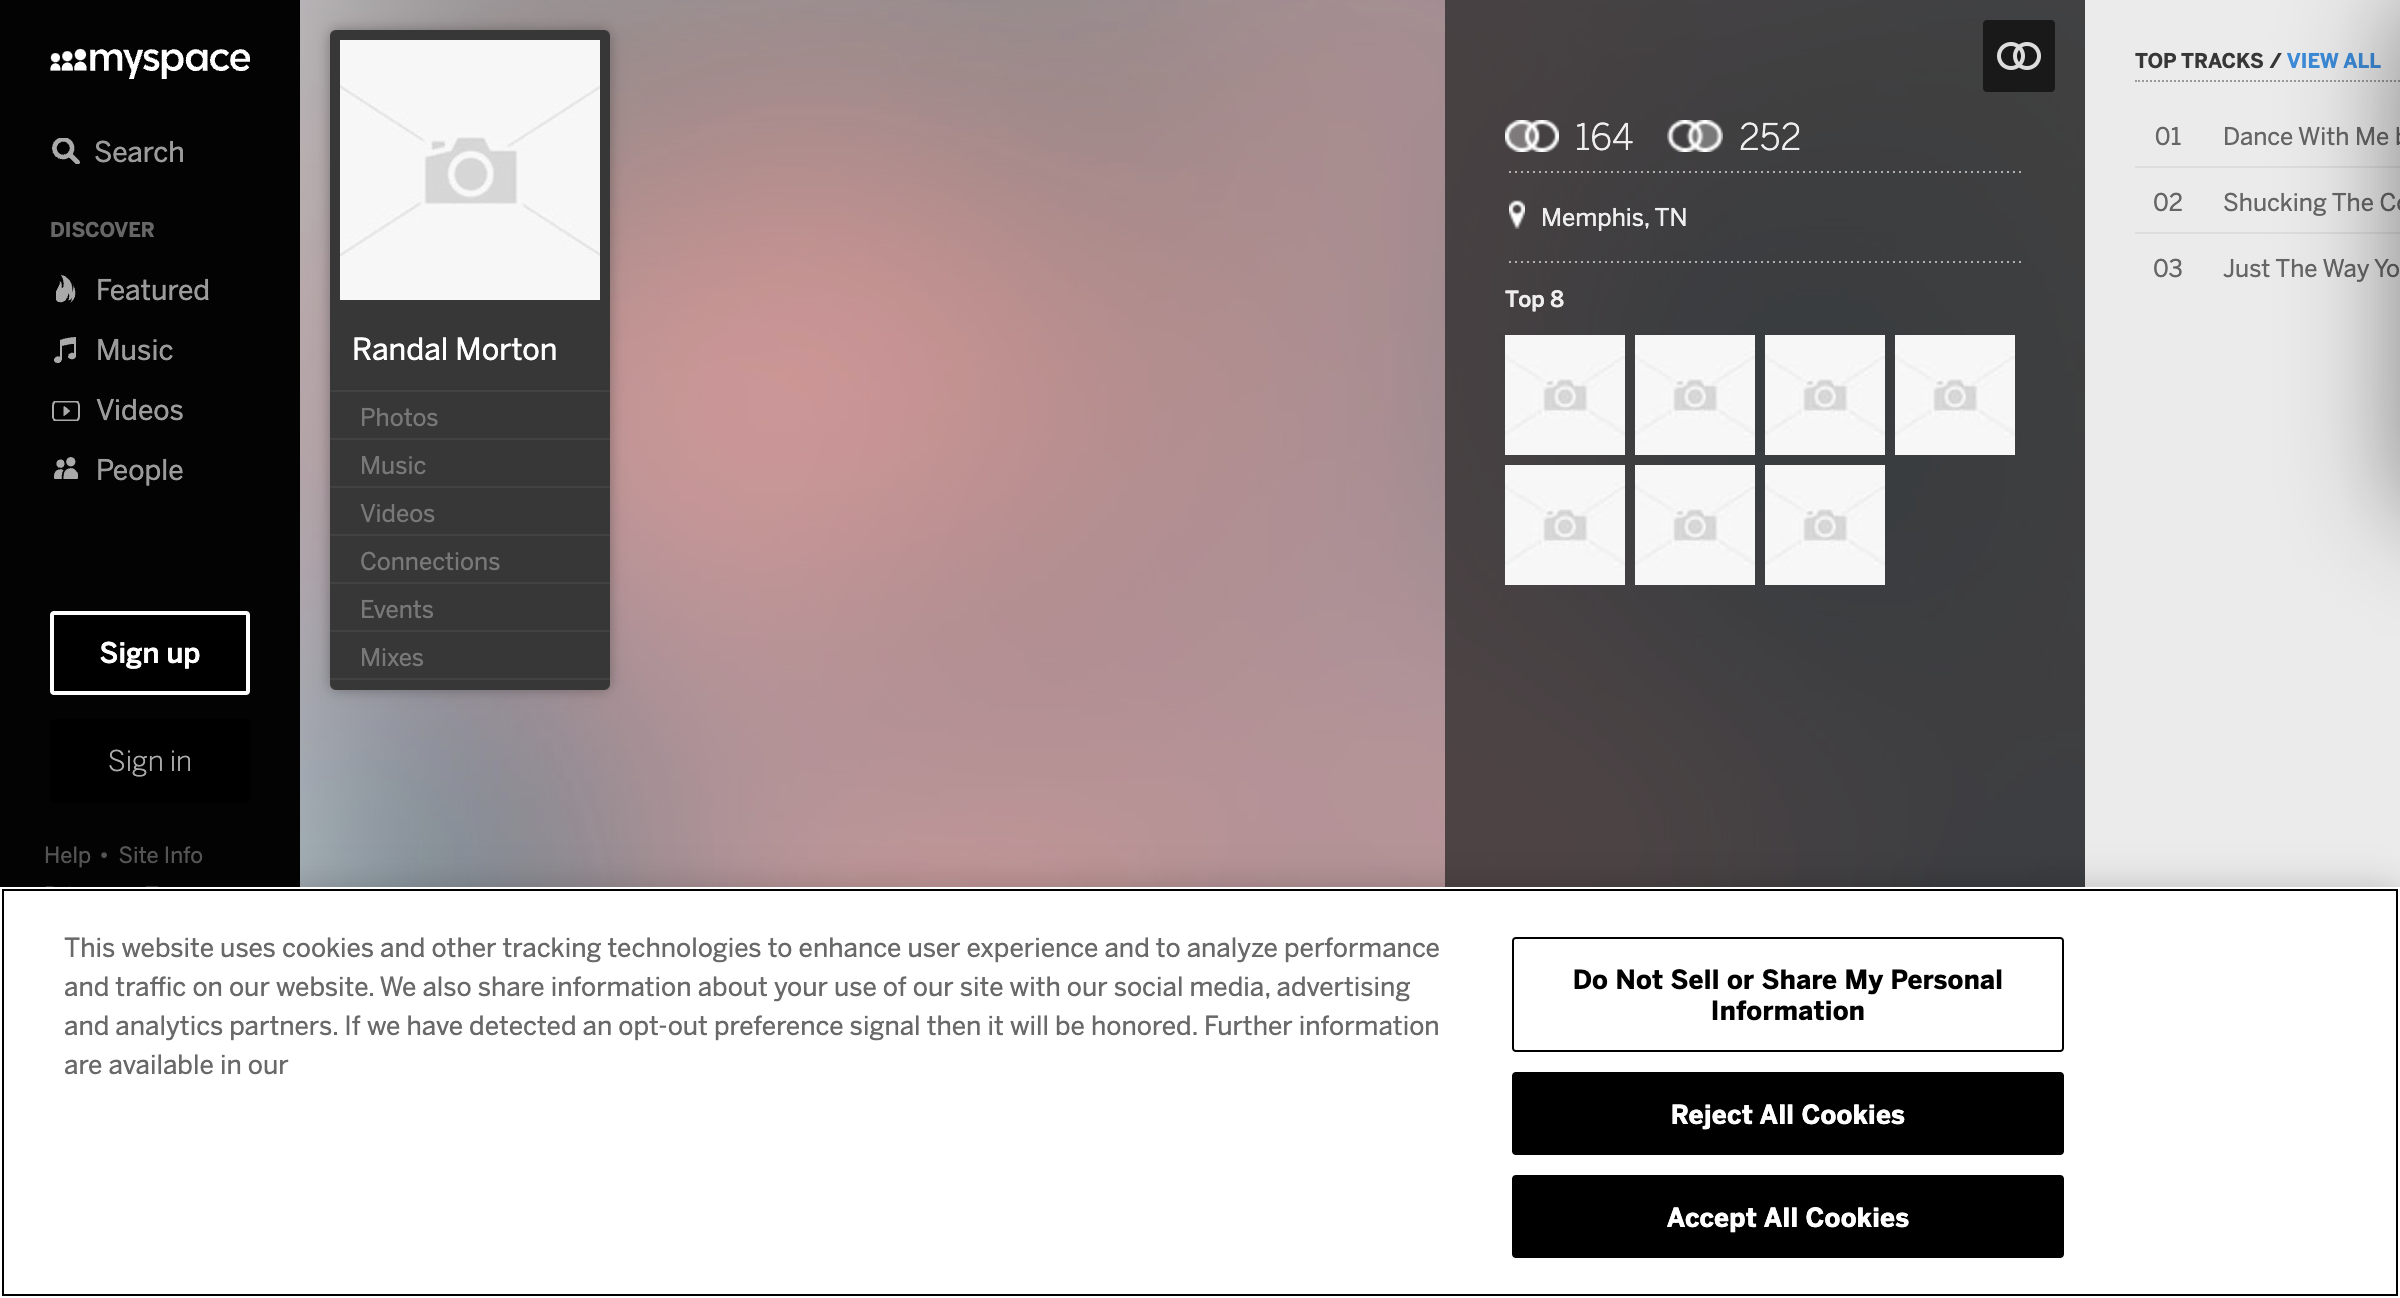 myspace
Search
DISCOVER
Featured
Music
Videos
People
Sign up
Sign in
Help • Site Info
Randal Morton
Photos
Music
Videos
Connections
Events
Mixes
164 252
Memphis, TN
Top 8
TOP TRACKS / VIEW ALL
01 Dance With Me
02 Shucking The
03 Just The Way
This website uses cookies and other tracking technologies to enhance user experience and to analyze performance
and traffic on our website. We also share information about your use of our site with our social media, advertising
and analytics partners. If we have detected an opt-out preference signal then it will be honored. Further information
are available in our
Do Not Sell or Share My Personal
Information
Reject All Cookies
Accept All Cookies